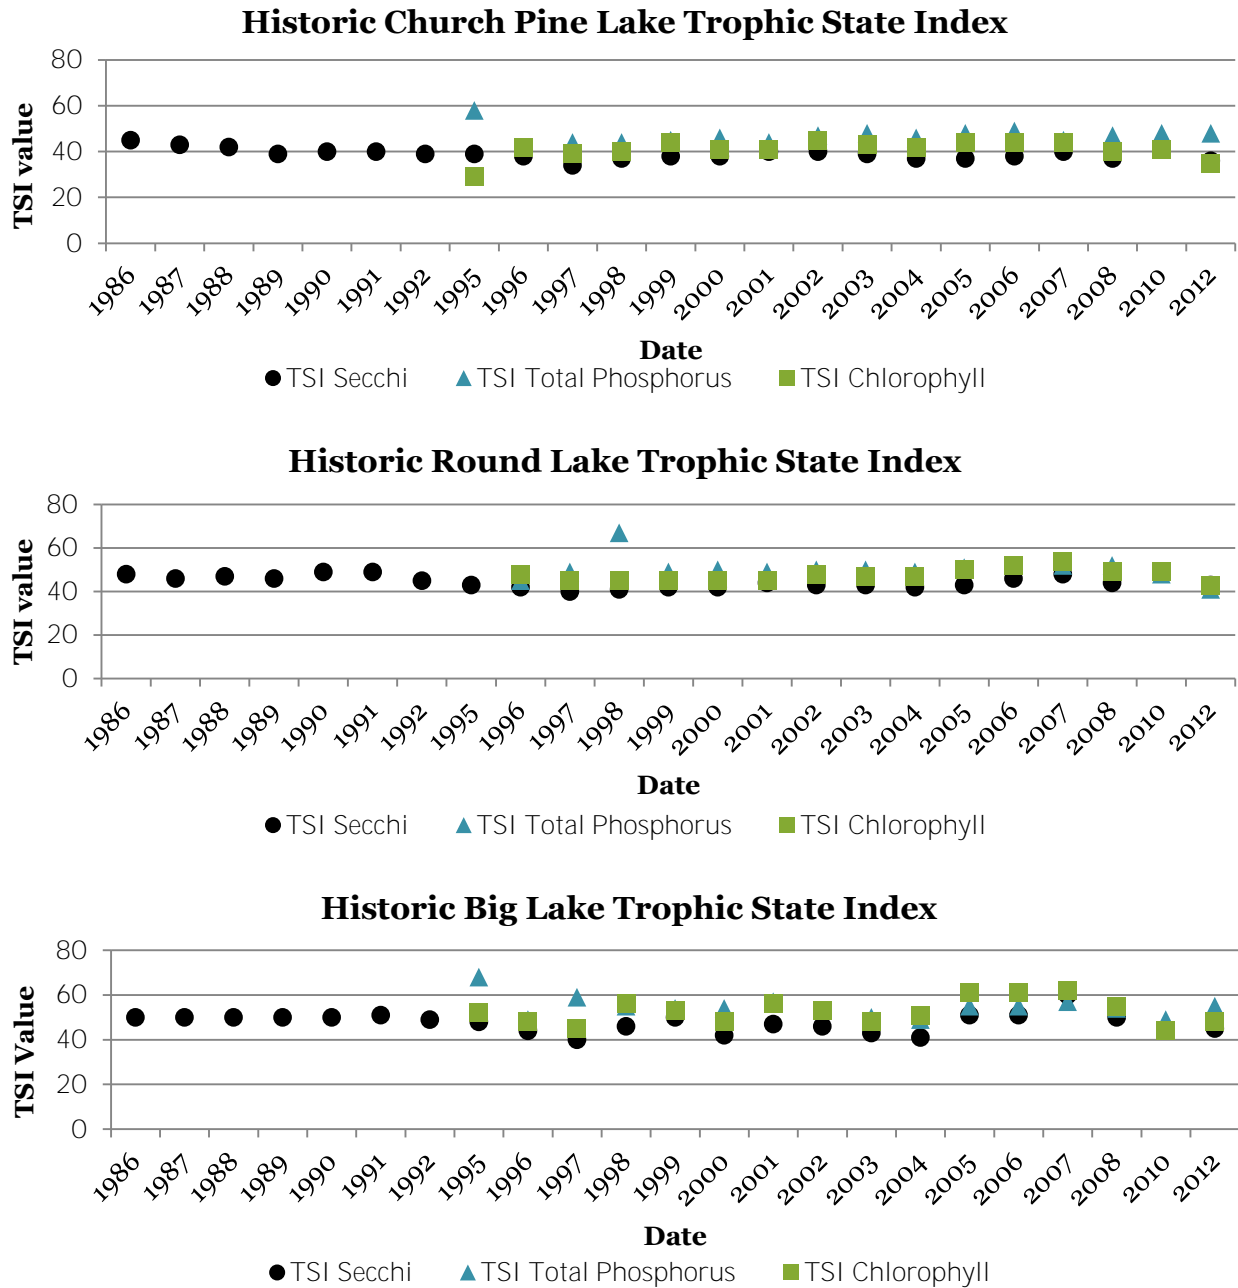 Historic Church Pine Lake Trophic State Index
80
60
40
20
0
TSI value
1986 1987 1988 1989 1990 1991 1992 1995 1996 1997 1998 1999 2000 2001 2002 2003 2004 2005 2006 2007 2008 2010 2012
Date
TSI Secchi TSI Total Phosphorus TSI Chlorophyll
Historic Round Lake Trophic State Index
80
60
40
20
0
TSI value
1986 1987 1988 1989 1990 1991 1992 1995 1996 1997 1998 1999 2000 2001 2002 2003 2004 2005 2006 2007 2008 2010 2012
Date
TSI Secchi TSI Total Phosphorus TSI Chlorophyll
Historic Big Lake Trophic State Index
80
60
40
20
0
TSI Value
1986 1987 1988 1989 1990 1991 1992 1995 1996 1997 1998 1999 2000 2001 2002 2003 2004 2005 2006 2007 2008 2010 2012
Date
TSI Secchi TSI Total Phosphorus TSI Chlorophyll